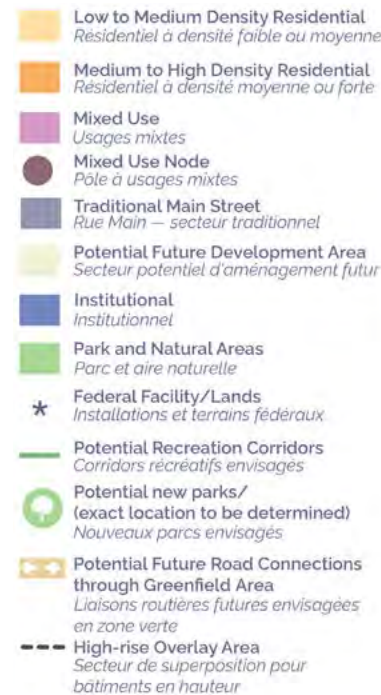 Low to Medium Density Residential
Résidentiel à densité faible ou moyenne
Medium to High Density Residential
Résidentiel à densité moyenne ou forte
Mixed Use
Usages mixtes
Mixed Use Node
Pôle à usages mixtes
Traditional Main Street
Rue Main — secteur traditionnel
Potential Future Development Area
Secteur potentiel d'aménagement futur
Institutional
Institutionnel
Park and Natural Areas
Parc et aire naturelle
Federal Facility/Lands
Installations et terrains fédéraux
Potential Recreation Corridors
Corridors récréatifs envisagés
Potential new parks/
(exact location to be determined)
Nouveaux parcs envisagés
Potential Future Road Connections
through Greenfield Area
Liaisons routières futures envisagées
en zone verte
High-rise Overlay Area
Secteur de superposition pour
bâtiments en hauteur